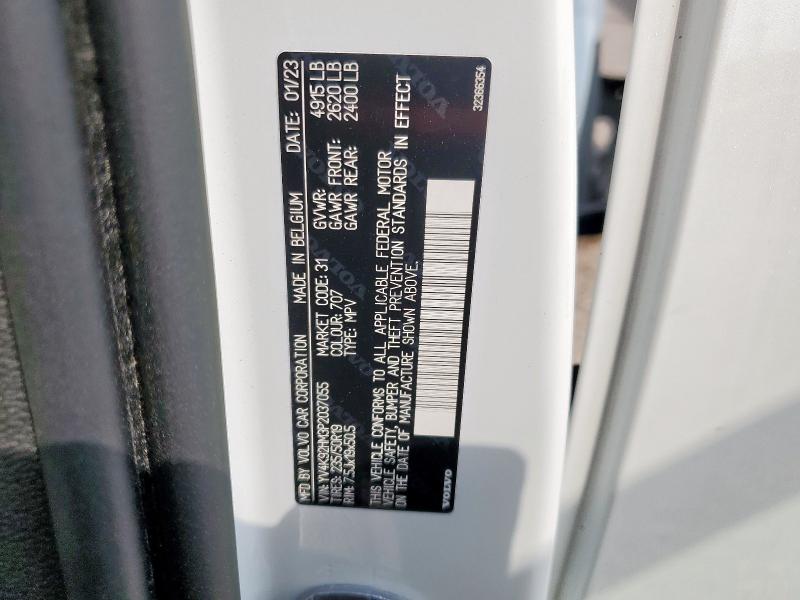 MFD BY VOLVO CAR CORPORATION MADE IN BELGIUM DATE: 01/23
VIN: YV4K92HM3P2037055 MARKET CODE: 31 GVWR: 4915 LB
TIRES: 235/50R19 COLOUR: 707 GAWR FRONT: 2620 LB
RIM: 7.5Jx19x50.5 TYPE: MPV GAWR REAR: 2400 LB
THIS VEHICLE CONFORMS TO ALL APPLICABLE FEDERAL MOTOR
VEHICLE SAFETY, BUMPER AND THEFT PREVENTION STANDARDS IN EFFECT
ON THE DATE OF MANUFACTURE SHOWN ABOVE.
VOLVO 32366354